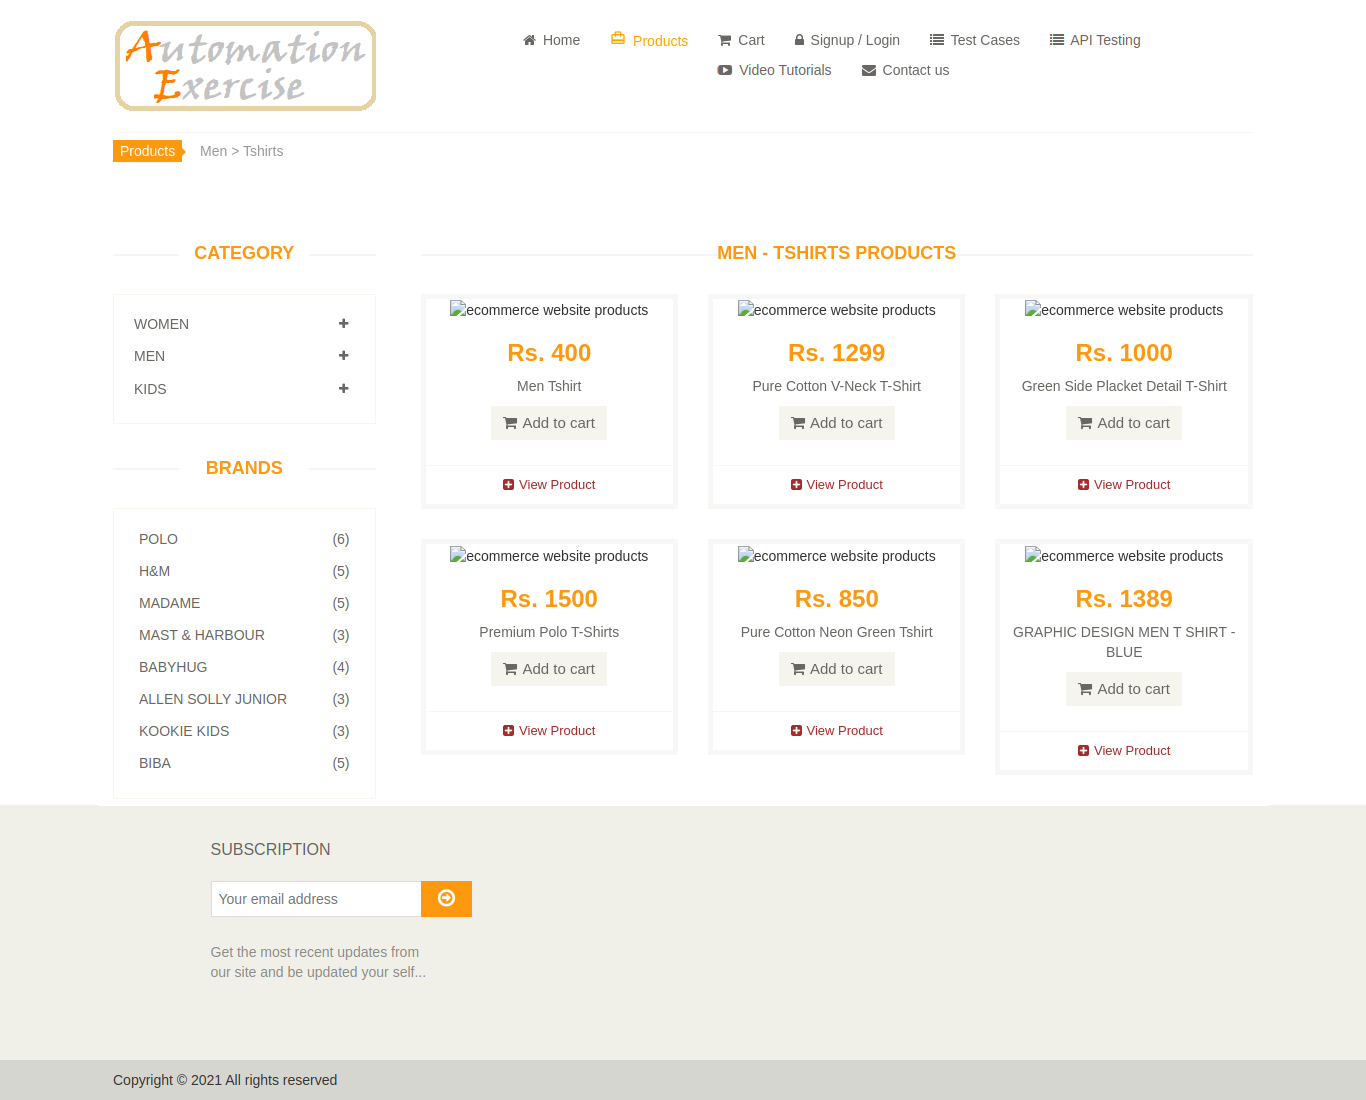 Automation
Exercise
Home
Products
Cart
Signup / Login
Test Cases
API Testing
Video Tutorials
Contact us
Products
Men > Tshirts
CATEGORY
WOMEN
MEN
KIDS
BRANDS
POLO (6)
H&M (5)
MADAME (5)
MAST & HARBOUR (3)
BABYHUG (4)
ALLEN SOLLY JUNIOR (3)
KOOKIE KIDS (3)
BIBA (5)
MEN - TSHIRTS PRODUCTS
ecommerce website products
Rs. 400
Men Tshirt
Add to cart
View Product
ecommerce website products
Rs. 1299
Pure Cotton V-Neck T-Shirt
Add to cart
View Product
ecommerce website products
Rs. 1000
Green Side Placket Detail T-Shirt
Add to cart
View Product
ecommerce website products
Rs. 1500
Premium Polo T-Shirts
Add to cart
View Product
ecommerce website products
Rs. 850
Pure Cotton Neon Green Tshirt
Add to cart
View Product
ecommerce website products
Rs. 1389
GRAPHIC DESIGN MEN T SHIRT -
BLUE
Add to cart
View Product
SUBSCRIPTION
Your email address
Get the most recent updates from
our site and be updated your self...
Copyright © 2021 All rights reserved